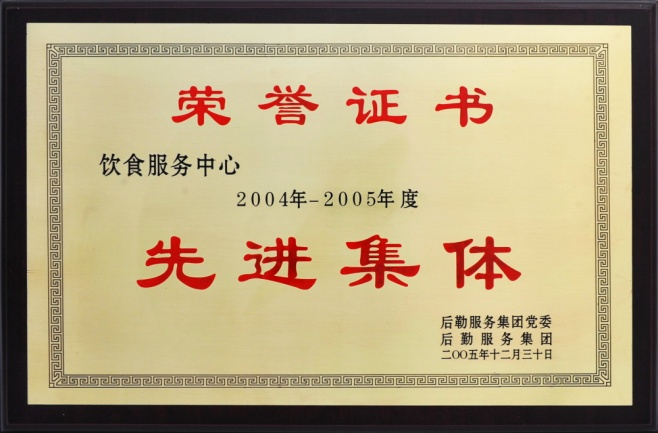 荣誉证书
饮食服务中心
2004年-2005年度
先进集体
后勤服务集团党委
后勤服务集团
二〇〇五年十二月三十日